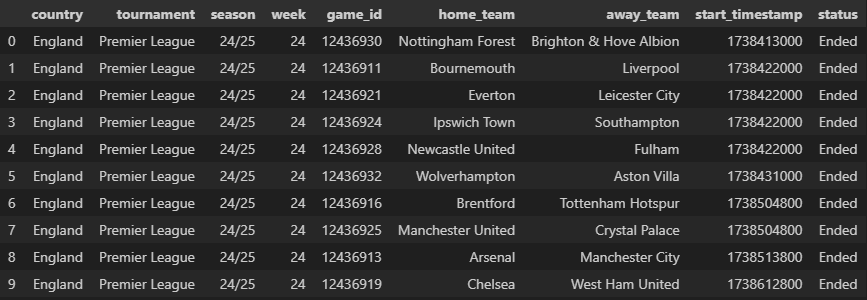 country tournament season week game_id home_team away_team start_timestamp status
0 England Premier League 24/25 24 12436930 Nottingham Forest Brighton & Hove Albion 1738413000 Ended
1 England Premier League 24/25 24 12436911 Bournemouth Liverpool 1738422000 Ended
2 England Premier League 24/25 24 12436921 Everton Leicester City 1738422000 Ended
3 England Premier League 24/25 24 12436924 Ipswich Town Southampton 1738422000 Ended
4 England Premier League 24/25 24 12436928 Newcastle United Fulham 1738422000 Ended
5 England Premier League 24/25 24 12436932 Wolverhampton Aston Villa 1738431000 Ended
6 England Premier League 24/25 24 12436916 Brentford Tottenham Hotspur 1738504800 Ended
7 England Premier League 24/25 24 12436925 Manchester United Crystal Palace 1738504800 Ended
8 England Premier League 24/25 24 12436913 Arsenal Manchester City 1738513800 Ended
9 England Premier League 24/25 24 12436919 Chelsea West Ham United 1738612800 Ended